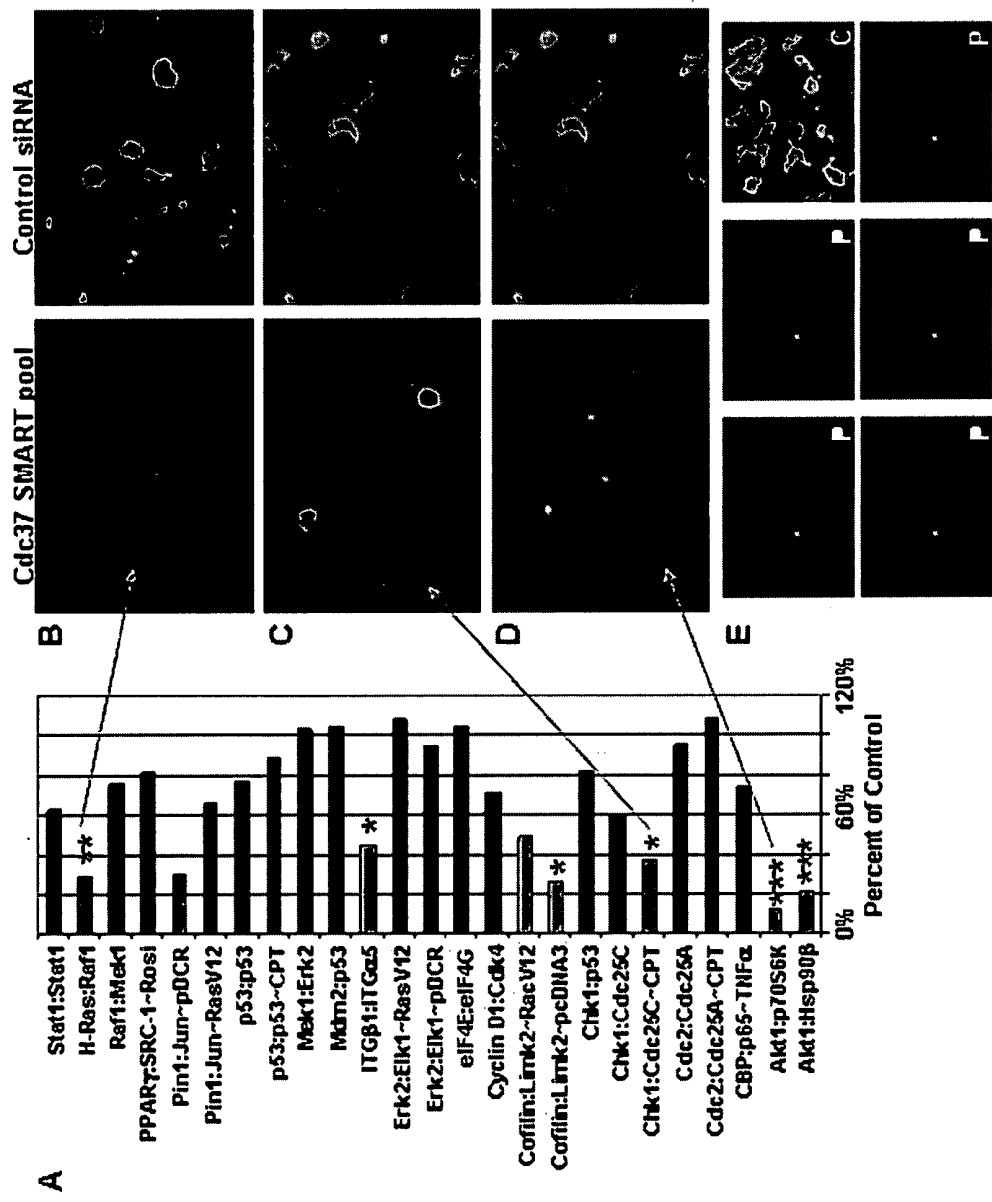 A
Stat1:Stat1
H-Ras:Raf1
**
Raf1:Mek1
PPARγ:SRC-1~Rosi
Pin1:Jun~pDCR
Pin1:Jun~RasV12
p53:p53
p53:p53~CPT
Mek1:Erk2
Mdm2:p53
ITGβ1:ITGα5
*
Erk2:Elk1~RasV12
Erk2:Elk1~pDCR
eIF4E:eIF4G
Cyclin D1:Cdk4
Cofilin:Limk2~RacV12
Cofilin:Limk2~pcDNA3
*
Chk1:p53
Chk1:Cdc25C
Chk1:Cdc25C~CPT
*
Cdc2:Cdc25A
Cdc2:Cdc25A~CPT
CBP:p65~TNFα
Akt1:p70S6K
***
Akt1:Hsp90β
***
0%
60%
120%
Percent of Control
Cdc37 SMART pool
Control siRNA
B
C
D
E
P
P
C
P
P
P